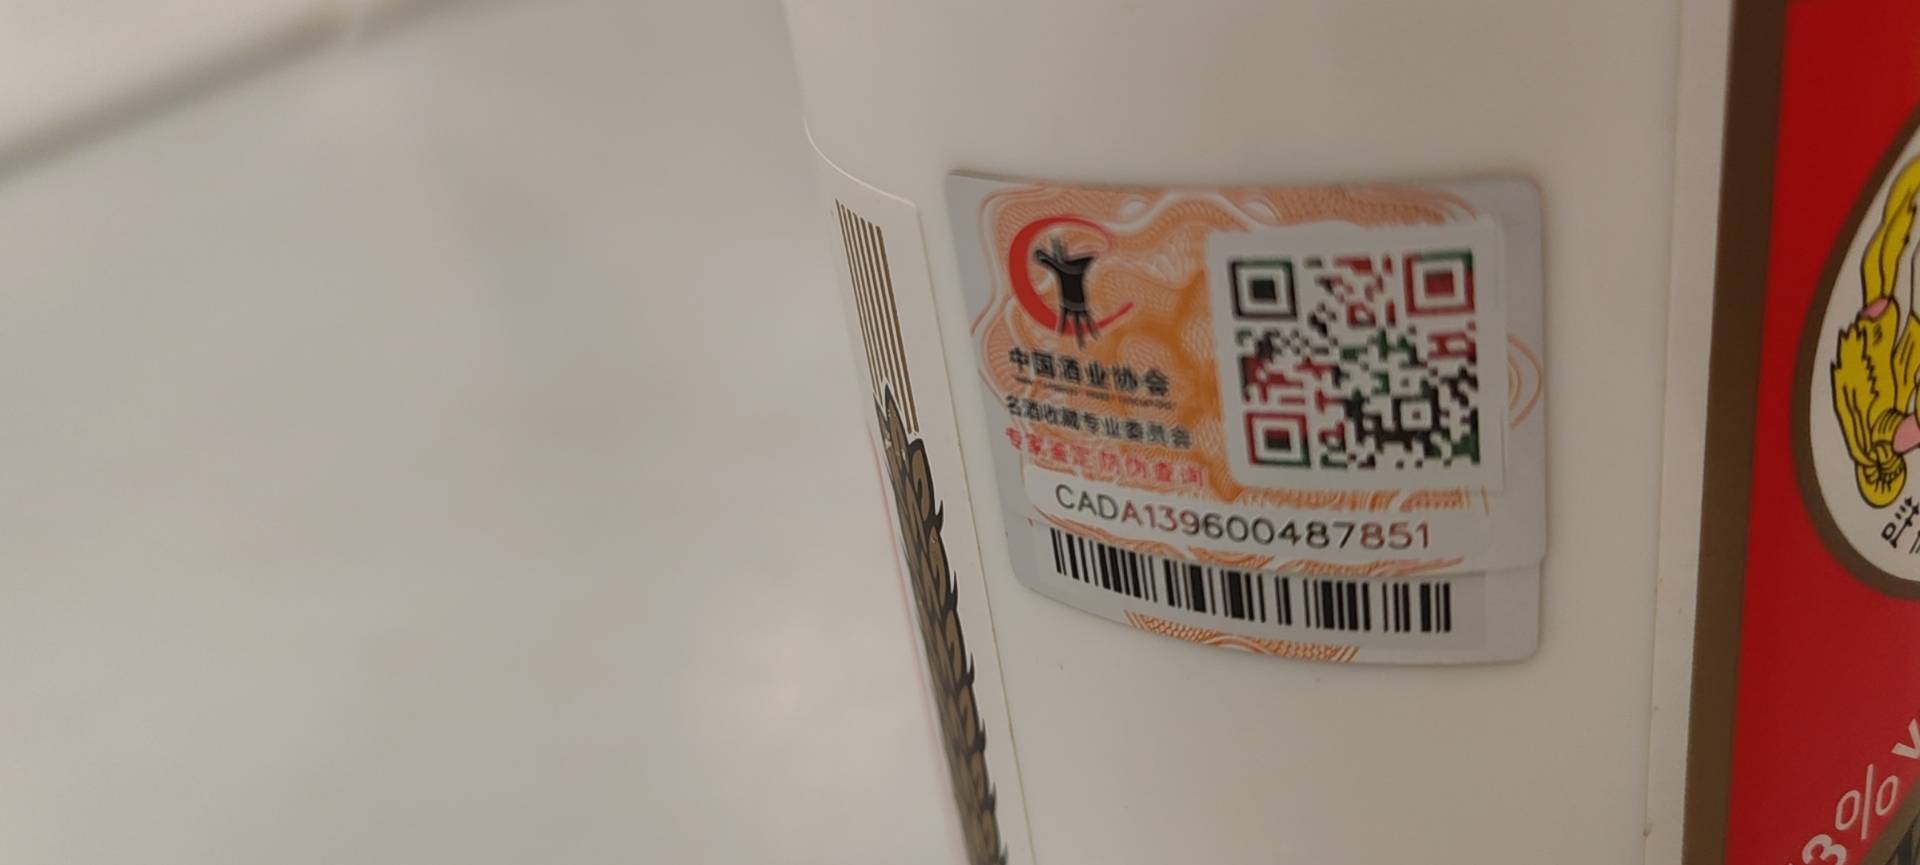 中国酒业协会
名酒收藏专业委员会
专家鉴定 防伪查询
CADA139600487851
3% V